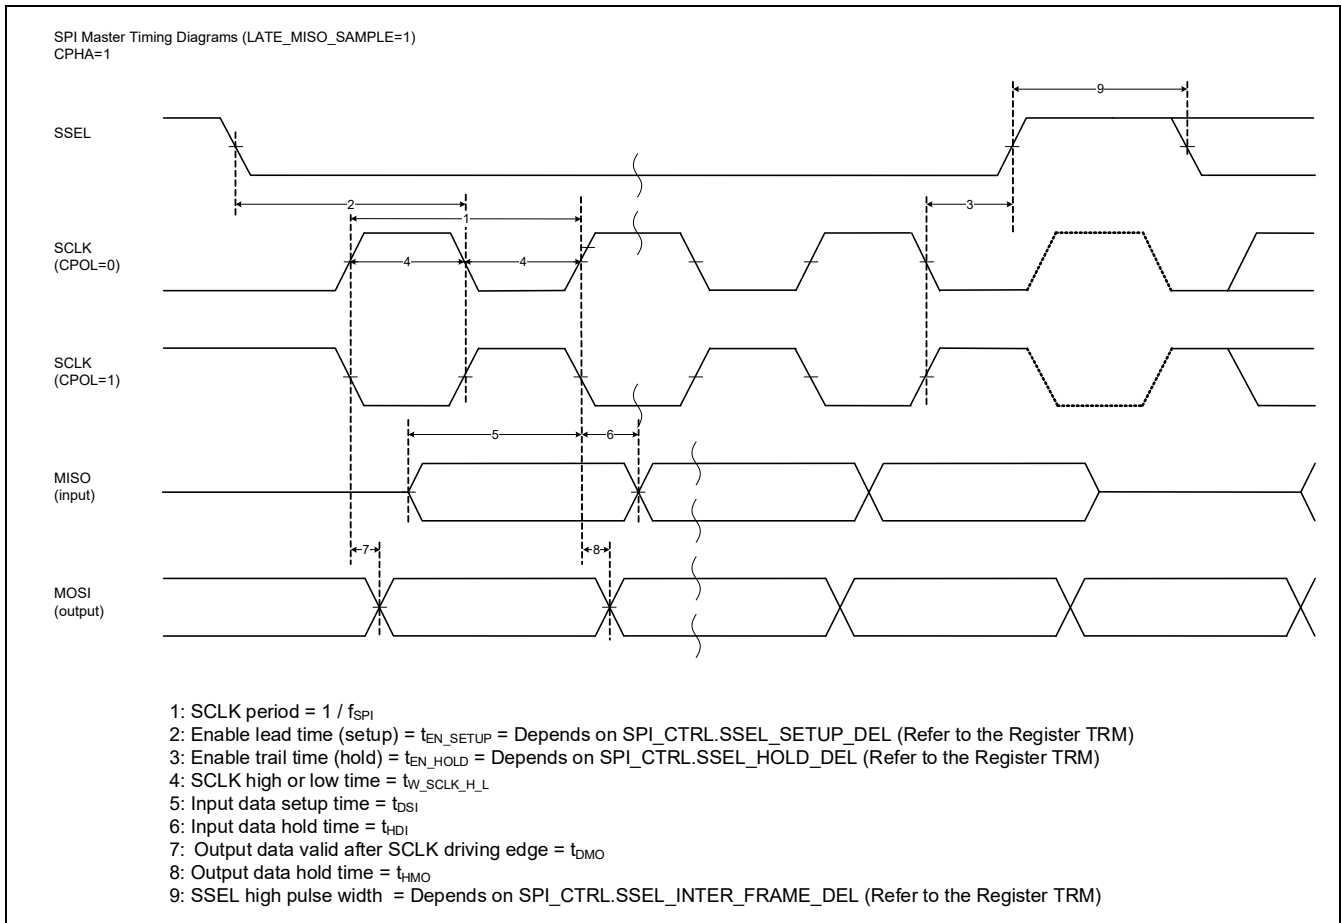 SPI Master Timing Diagrams (LATE_MISO_SAMPLE=1)
CPHA=1
9
SSEL
2
1
3
SCLK
(CPOL=0)
4
4
SCLK
(CPOL=1)
5
6
MISO
(input)
7
8
MOSI
(output)
1: SCLK period = 1 / fSPI
2: Enable lead time (setup) = tEN_SETUP = Depends on SPI_CTRL.SSEL_SETUP_DEL (Refer to the Register TRM)
3: Enable trail time (hold) = tEN_HOLD = Depends on SPI_CTRL.SSEL_HOLD_DEL (Refer to the Register TRM)
4: SCLK high or low time = tW_SCLK_H_L
5: Input data setup time = tDSI
6: Input data hold time = tHDI
7: Output data valid after SCLK driving edge = tDMO
8: Output data hold time = tHMO
9: SSEL high pulse width = Depends on SPI_CTRL.SSEL_INTER_FRAME_DEL (Refer to the Register TRM)